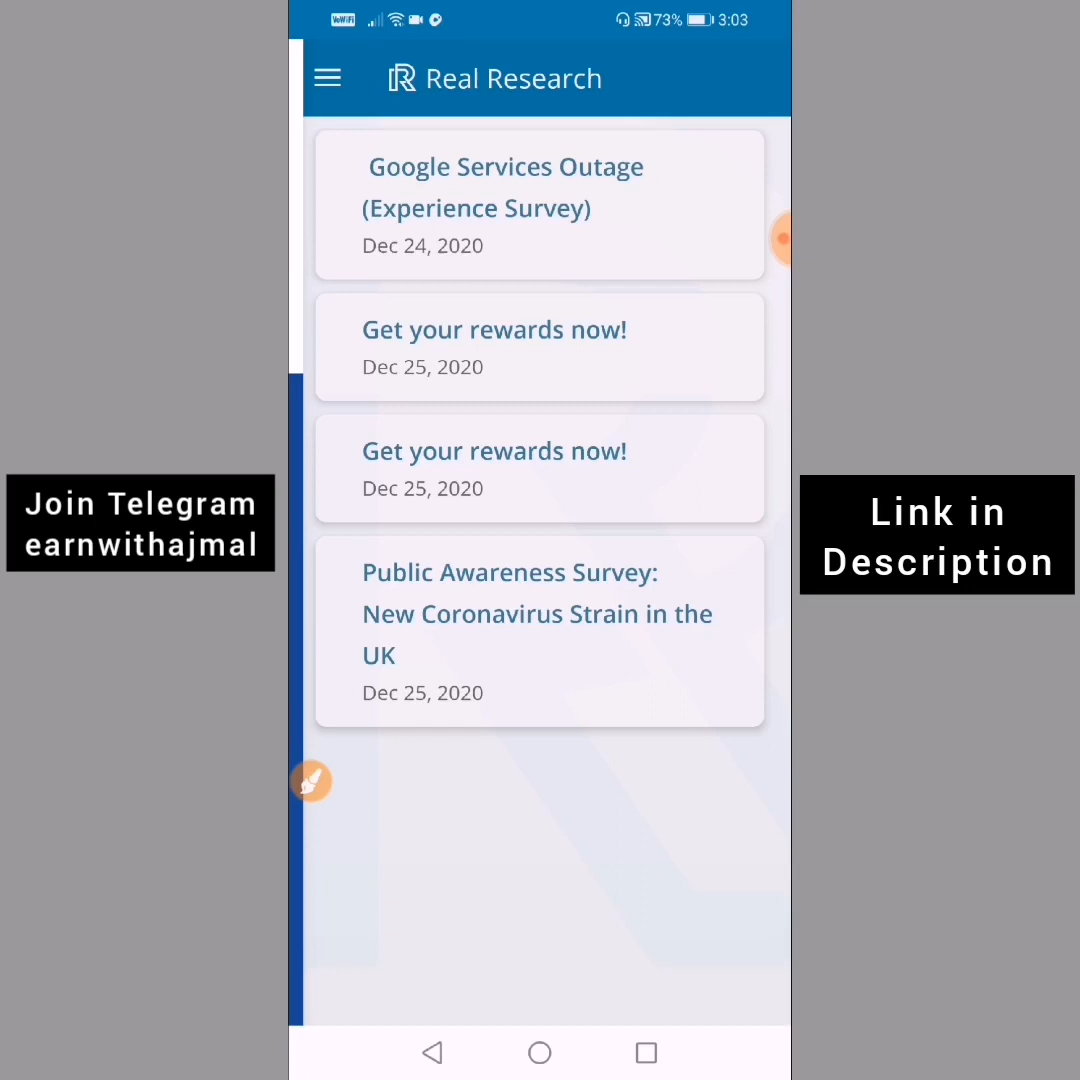 VoWiFi
73%
3:03
Real Research
Google Services Outage
(Experience Survey)
Dec 24, 2020
Get your rewards now!
Dec 25, 2020
Get your rewards now!
Dec 25, 2020
Public Awareness Survey:
New Coronavirus Strain in the
UK
Dec 25, 2020
Join Telegram
earnwithajmal
Link in
Description